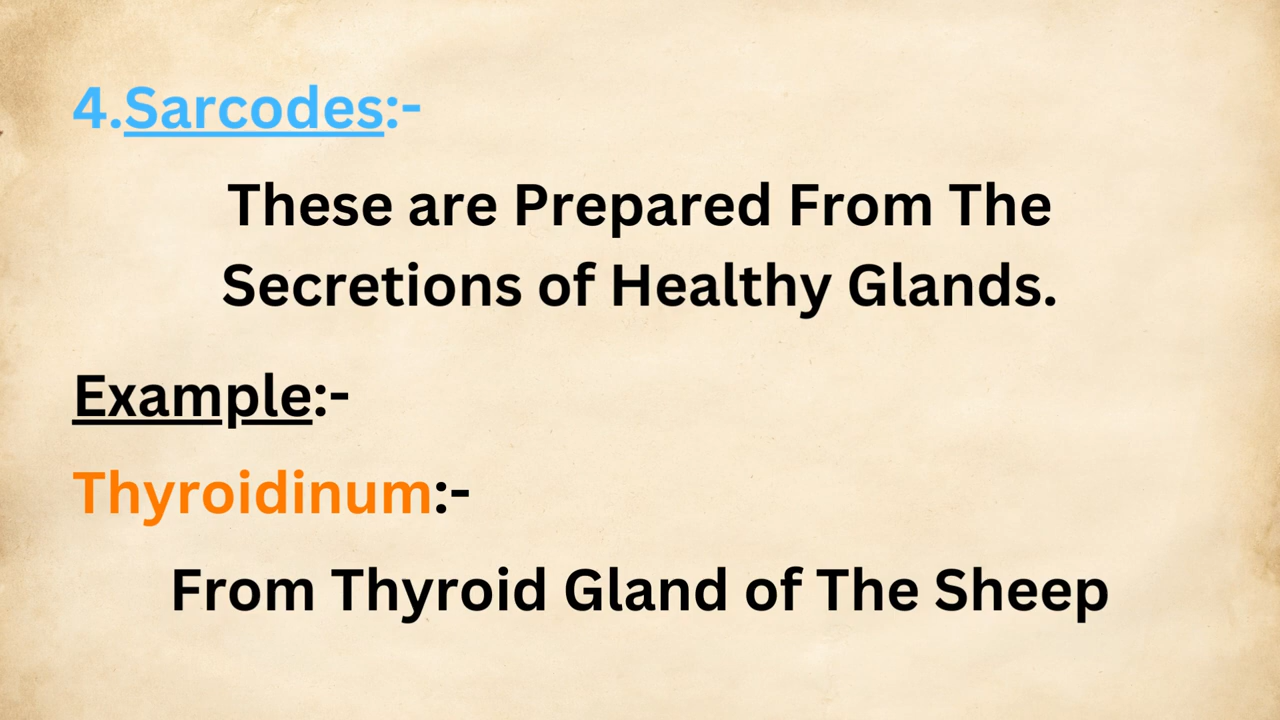 4.Sarcodes:-
These are Prepared From The
Secretions of Healthy Glands.
Example:-
Thyroidinum:-
From Thyroid Gland of The Sheep